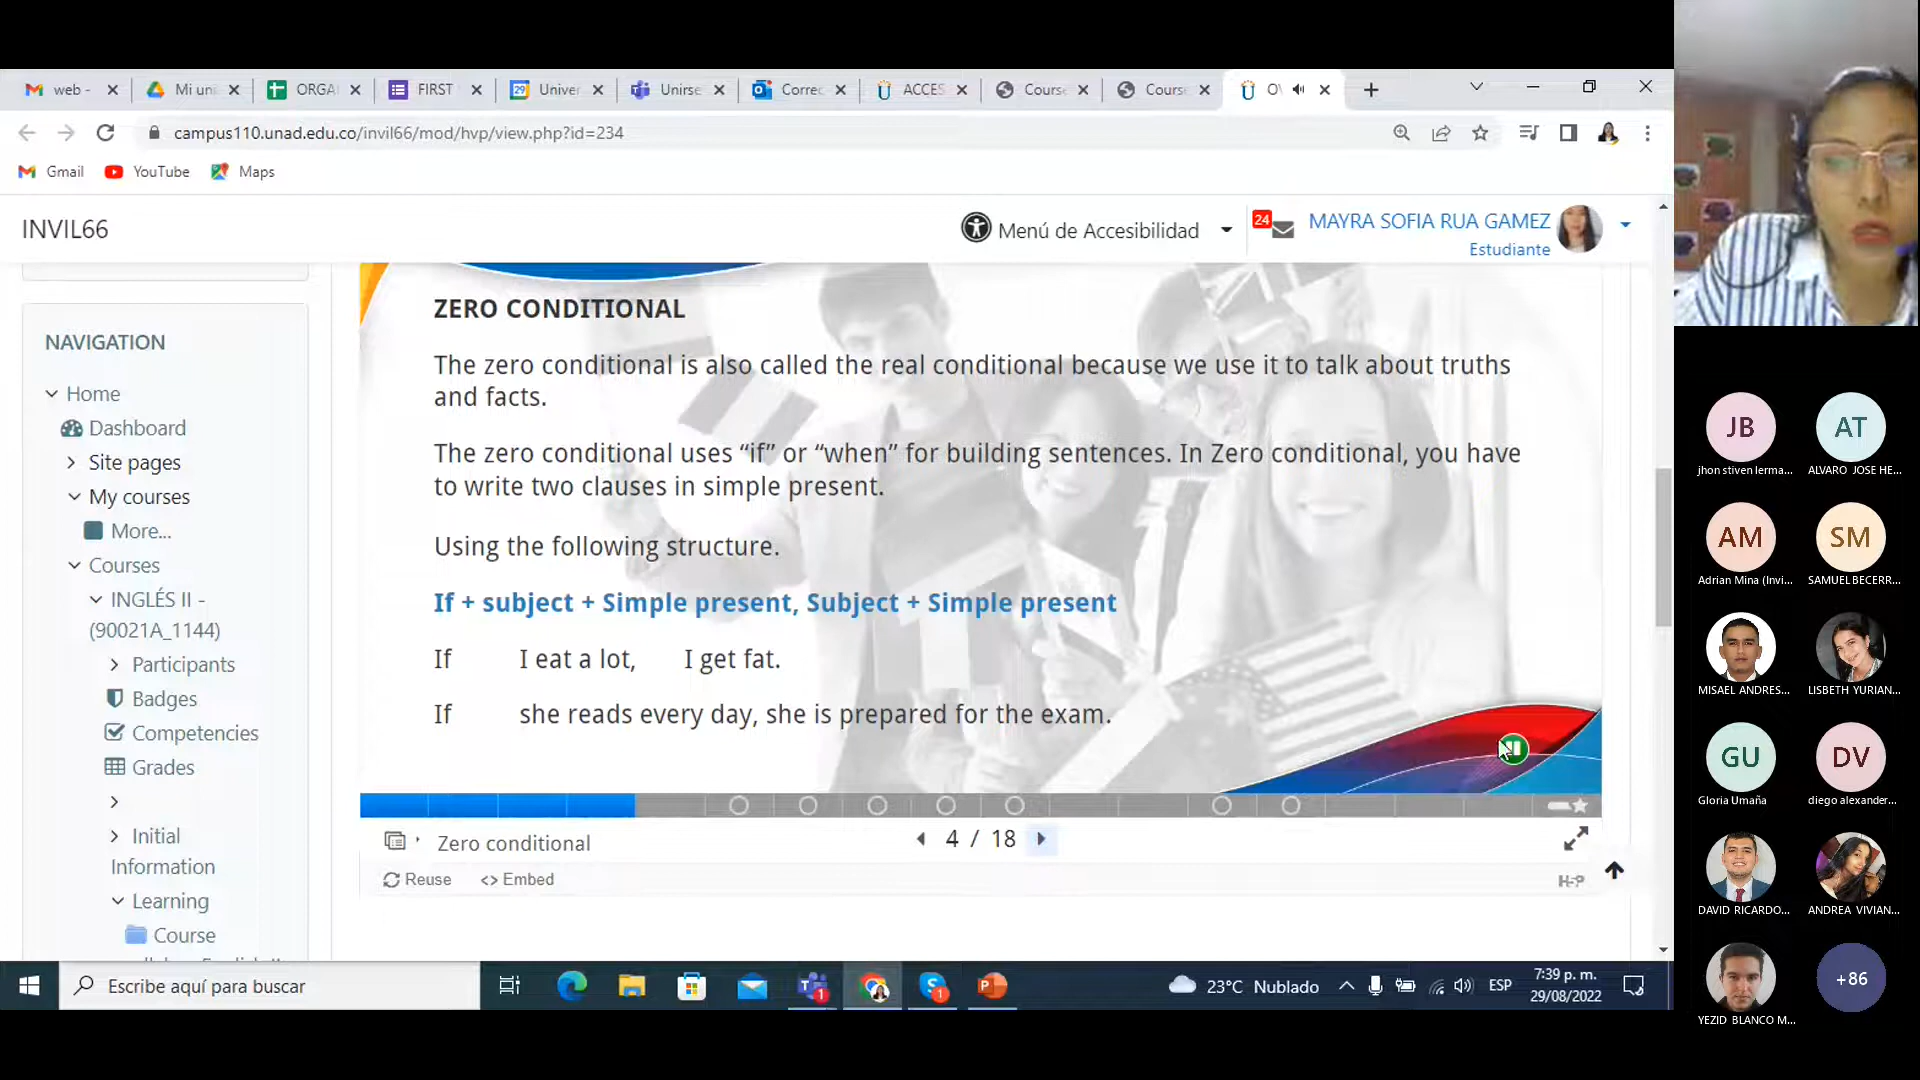 web -
Mi uni
ORGA
FIRST
Univer
Unirse
Correc
ACCES
Course
Course
campus110.unad.edu.co/invil66/mod/hvp/view.php?id=234
Gmail
YouTube
Maps
INVIL66
Menú de Accesibilidad
24
MAYRA SOFIA RUA GAMEZ
Estudiante
NAVIGATION
Home
Dashboard
Site pages
My courses
More...
Courses
INGLÉS II -
(90021A_1144)
Participants
Badges
Competencies
Grades
Initial
Information
Learning
Course
ZERO CONDITIONAL
The zero conditional is also called the real conditional because we use it to talk about truths
and facts.
The zero conditional uses “if” or “when” for building sentences. In Zero conditional, you have
to write two clauses in simple present.
Using the following structure.
If + subject + Simple present, Subject + Simple present
If I eat a lot, I get fat.
If she reads every day, she is prepared for the exam.
Zero conditional
4 / 18
Reuse
<> Embed
H-P
Escribe aquí para buscar
23°C Nublado
ESP
7:39 p. m.
29/08/2022
JB
jhon stiven lerma...
AT
ALVARO JOSE HE...
AM
Adrian Mina (Invi...
SM
SAMUEL BECERR...
MISAEL ANDRES...
LISBETH YURIAN...
GU
Gloria Umaña
DV
diego alexander...
DAVID RICARDO...
ANDREA VIVIAN...
YEZID BLANCO M...
+86